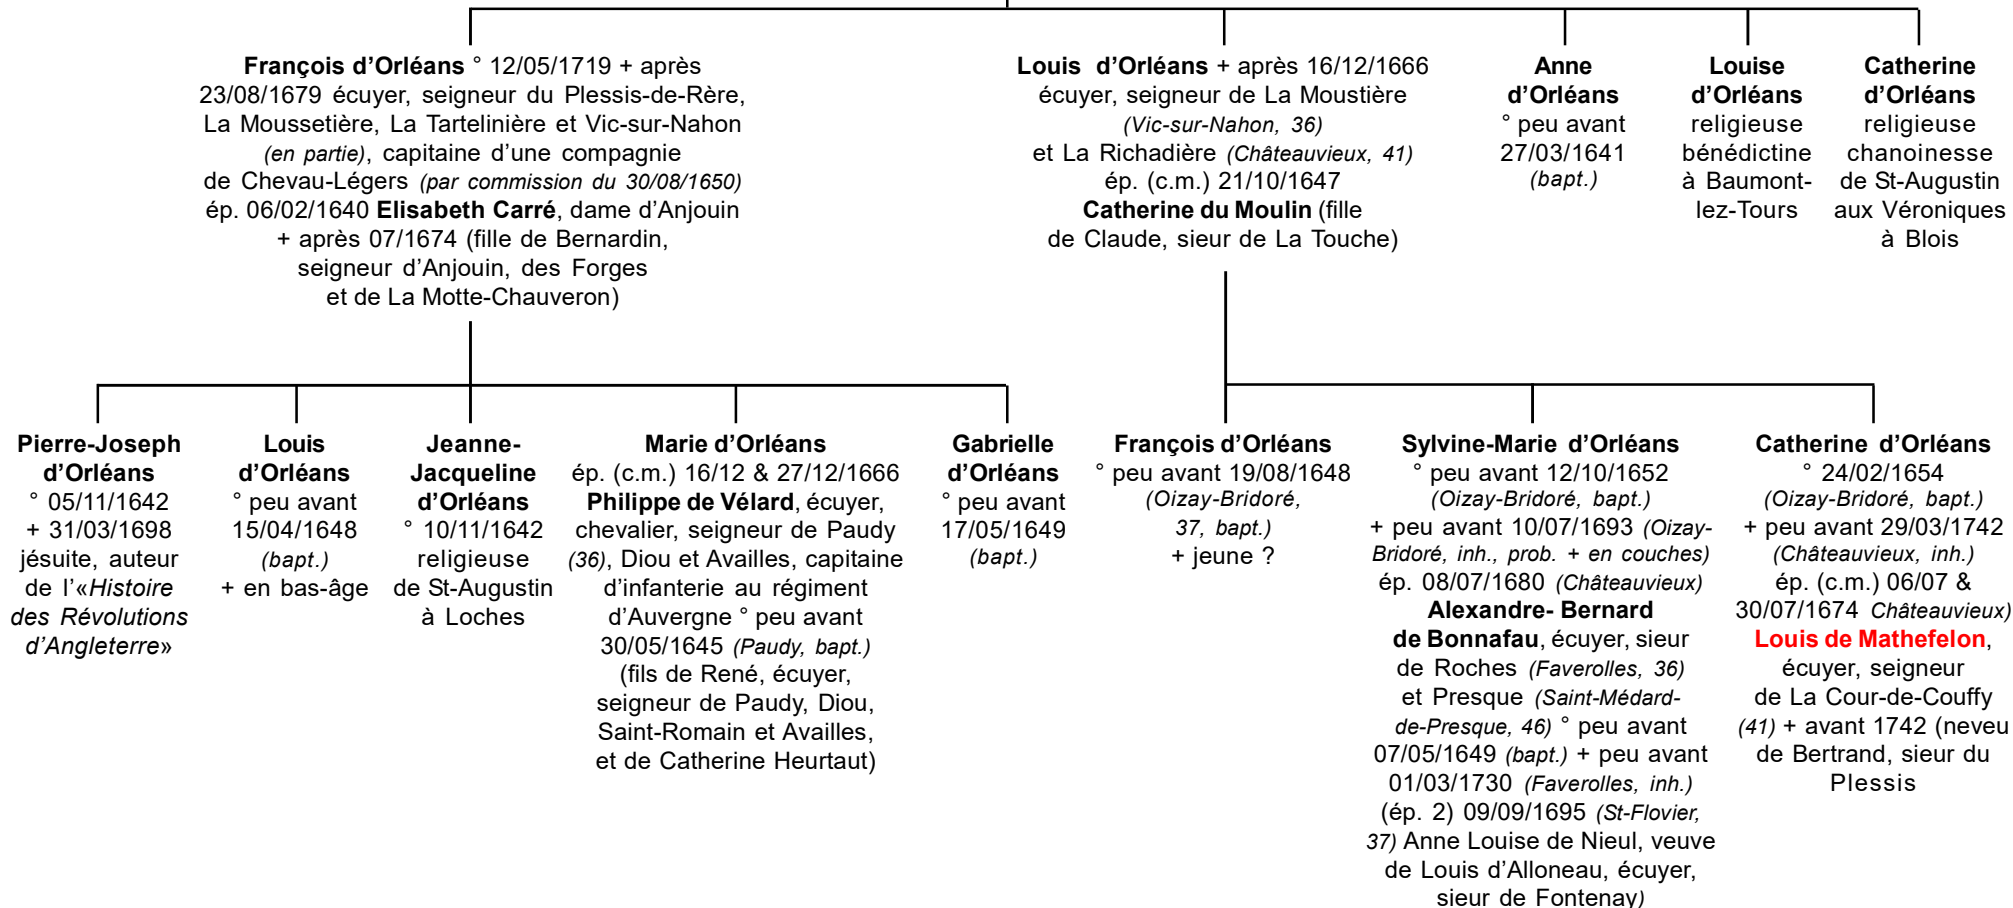 François d’Orléans ° 12/05/1719 + après
23/08/1679 écuyer, seigneur du Plessis-de-Rère,
La Moussetière, La Tartelinière et Vic-sur-Nahon
(en partie), capitaine d’une compagnie
de Chevau-Légers (par commission du 30/08/1650)
ép. 06/02/1640 Elisabeth Carré, dame d’Anjouin
+ après 07/1674 (fille de Bernardin,
seigneur d’Anjouin, des Forges
et de La Motte-Chauveron)
Louis d’Orléans + après 16/12/1666
écuyer, seigneur de La Moustière
(Vic-sur-Nahon, 36)
et La Richadière (Châteauvieux, 41)
ép. (c.m.) 21/10/1647
Catherine du Moulin (fille
de Claude, sieur de La Touche)
Anne
d’Orléans
° peu avant
27/03/1641
(bapt.)
Louise
d’Orléans
religieuse
bénédictine
à Baumont-
lez-Tours
Catherine
d’Orléans
religieuse
chanoinesse
de St-Augustin
aux Véroniques
à Blois
Pierre-Joseph
d’Orléans
° 05/11/1642
+ 31/03/1698
jésuite, auteur
de l’«Histoire
des Révolutions
d’Angleterre»
Louis
d’Orléans
° peu avant
15/04/1648
(bapt.)
+ en bas-âge
Jeanne-
Jacqueline
d’Orléans
° 10/11/1642
religieuse
de St-Augustin
à Loches
Marie d’Orléans
ép. (c.m.) 16/12 & 27/12/1666
Philippe de Vélard, écuyer,
chevalier, seigneur de Paudy
(36), Diou et Availles, capitaine
d’infanterie au régiment
d’Auvergne ° peu avant
30/05/1645 (Paudy, bapt.)
(fils de René, écuyer,
seigneur de Paudy, Diou,
Saint-Romain et Availles,
et de Catherine Heurtaut)
Gabrielle
d’Orléans
° peu avant
17/05/1649
(bapt.)
François d’Orléans
° peu avant 19/08/1648
(Oizay-Bridoré,
37, bapt.)
+ jeune ?
Sylvine-Marie d’Orléans
° peu avant 12/10/1652
(Oizay-Bridoré, bapt.)
+ peu avant 10/07/1693 (Oizay-
Bridoré, inh., prob. + en couches)
ép. 08/07/1680 (Châteauvieux)
Alexandre- Bernard
de Bonnafau, écuyer, sieur
de Roches (Faverolles, 36)
et Presque (Saint-Médard-
de-Presque, 46) ° peu avant
07/05/1649 (bapt.) + peu avant
01/03/1730 (Faverolles, inh.)
(ép. 2) 09/09/1695 (St-Flovier,
37) Anne Louise de Nieul, veuve
de Louis d’Alloneau, écuyer,
sieur de Fontenay)
Catherine d’Orléans
° 24/02/1654
(Oizay-Bridoré, bapt.)
+ peu avant 29/03/1742
(Châteauvieux, inh.)
ép. (c.m.) 06/07 &
30/07/1674 Châteauvieux)
Louis de Mathefelon,
écuyer, seigneur
de La Cour-de-Couffy
(41) + avant 1742 (neveu
de Bertrand, sieur du
Plessis